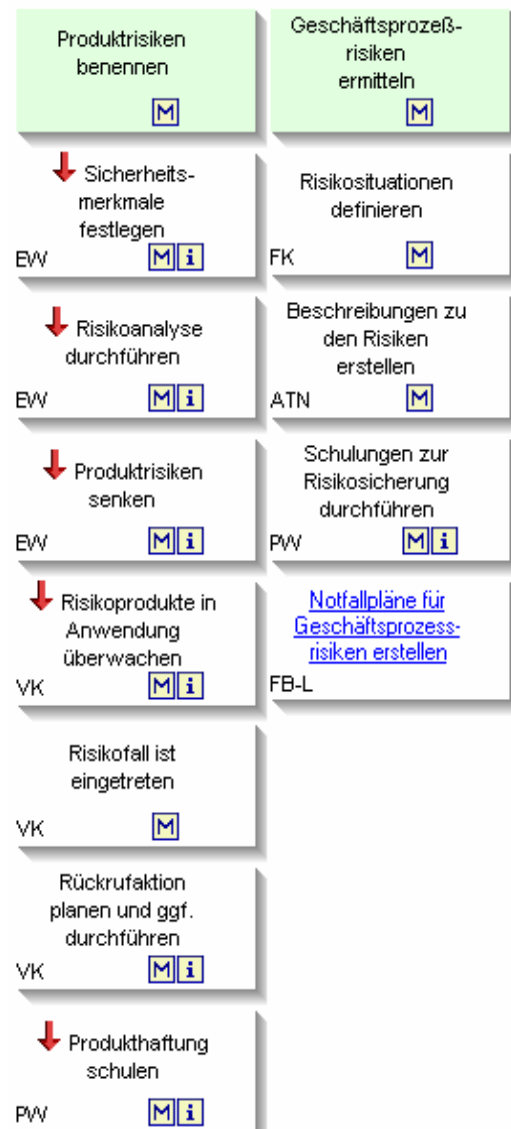 Produktrisiken
benennen
M
Sicherheits-
merkmale
festlegen
EW M i
Risikoanalyse
durchführen
EW M i
Produktrisiken
senken
EW M i
Risikoprodukte in
Anwendung
überwachen
VK M i
Risikofall ist
eingetreten
VK M
Rückrufaktion
planen und ggf.
durchführen
VK M i
Produkthaftung
schulen
PW M i
Geschäftsprozeß-
risiken
ermitteln
M
Risikosituationen
definieren
FK M
Beschreibungen zu
den Risiken
erstellen
ATN M
Schulungen zur
Risikosicherung
durchführen
PW M i
Notfallpläne für
Geschäftsprozess-
risiken erstellen
FB-L